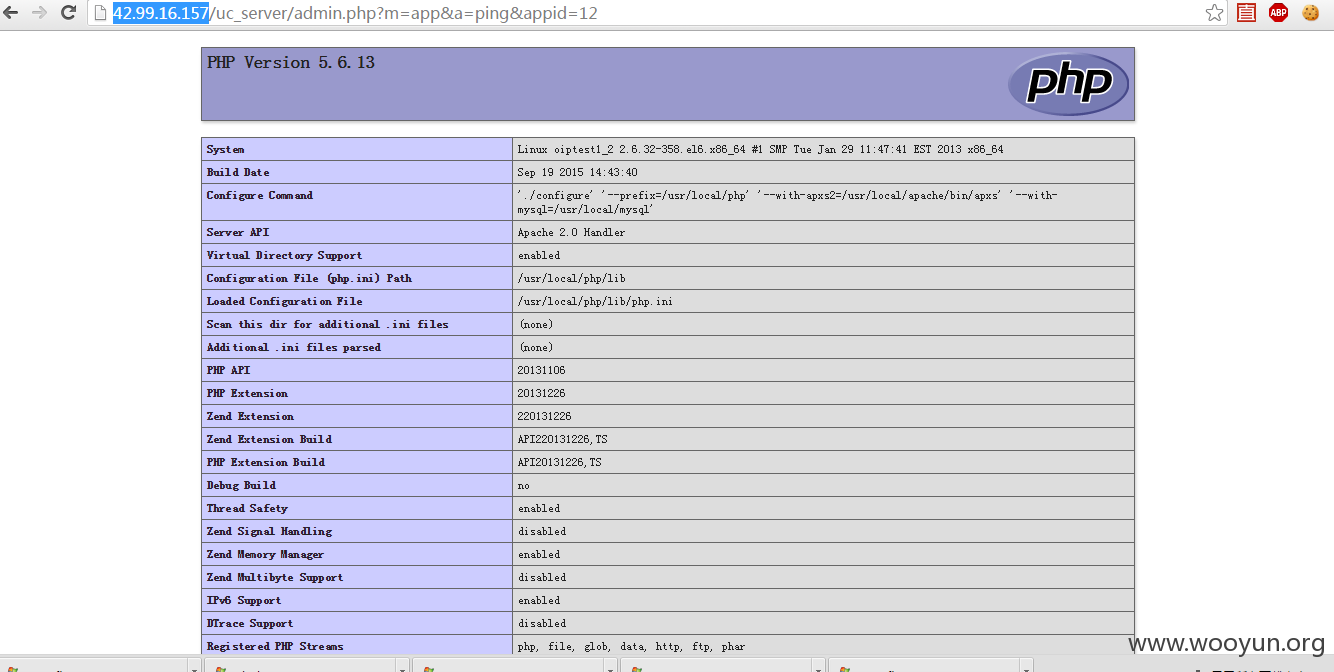 42.99.16.157/uc_server/admin.php?m=app&a=ping&appid=12
ABP
PHP Version 5.6.13
php
System Linux oiptest1_2 2.6.32-358.el6.x86_64 #1 SMP Tue Jan 29 11:47:41 EST 2013 x86_64
Build Date Sep 19 2015 14:43:40
Configure Command './configure' '--prefix=/usr/local/php' '--with-apxs2=/usr/local/apache/bin/apxs' '--with-
mysql=/usr/local/mysql'
Server API Apache 2.0 Handler
Virtual Directory Support enabled
Configuration File (php.ini) Path /usr/local/php/lib
Loaded Configuration File /usr/local/php/lib/php.ini
Scan this dir for additional .ini files (none)
Additional .ini files parsed (none)
PHP API 20131106
PHP Extension 20131226
Zend Extension 220131226
Zend Extension Build API220131226,TS
PHP Extension Build API20131226,TS
Debug Build no
Thread Safety enabled
Zend Signal Handling disabled
Zend Memory Manager enabled
Zend Multibyte Support disabled
IPv6 Support enabled
DTrace Support disabled
Registered PHP Streams php, file, glob, data, http, ftp, phar
www.wooyun.org